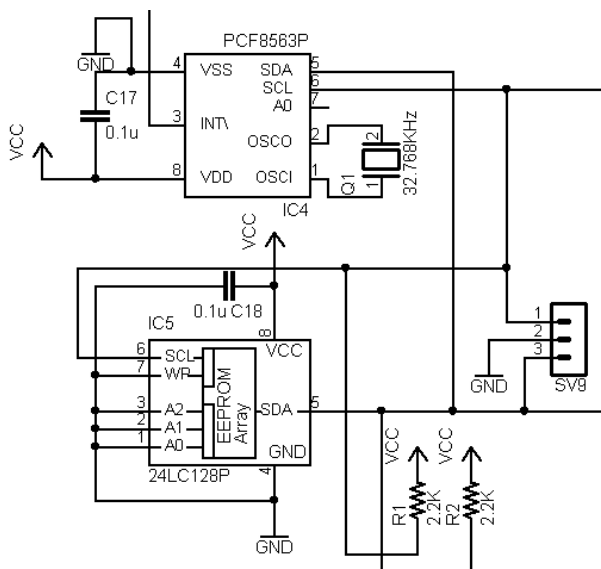 PCF8563P
4 VSS SDA 5
SCL 6
A0 7
GND
C17
0.1u
3 INT\
OSCO 2
VCC
8 VDD OSCI 1
IC4
2
1
Q1
32.768KHz
VCC
0.1u C18
IC5
8
VCC
6 SCL
7 WP
3 A2
2 A1
1 A0
EEPROM
Array
SDA 5
GND
4
24LC128P
GND
1
2
3
GND
SV9
VCC
VCC
R1
2.2K
R2
2.2K